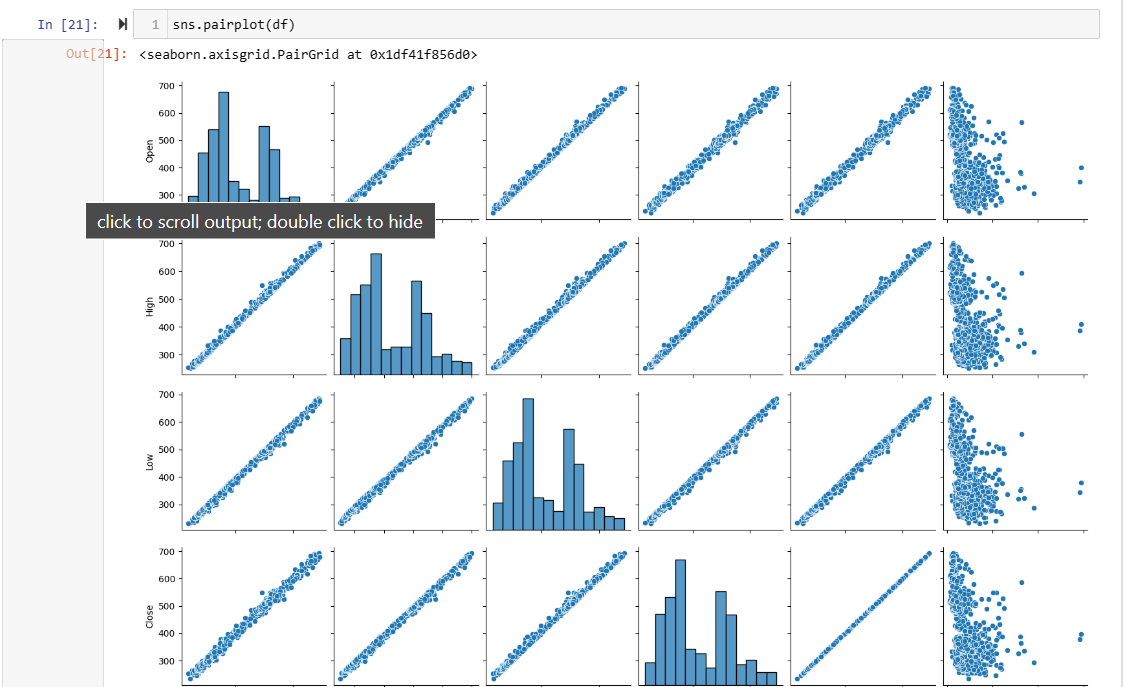 In [21]:
1 sns.pairplot(df)
Out[21]: <seaborn.axisgrid.PairGrid at 0x1df41f856d0>
700
600
500
400
300
Open
click to scroll output; double click to hide
700
600
500
400
300
High
700
600
500
400
300
Low
700
600
500
400
300
Close